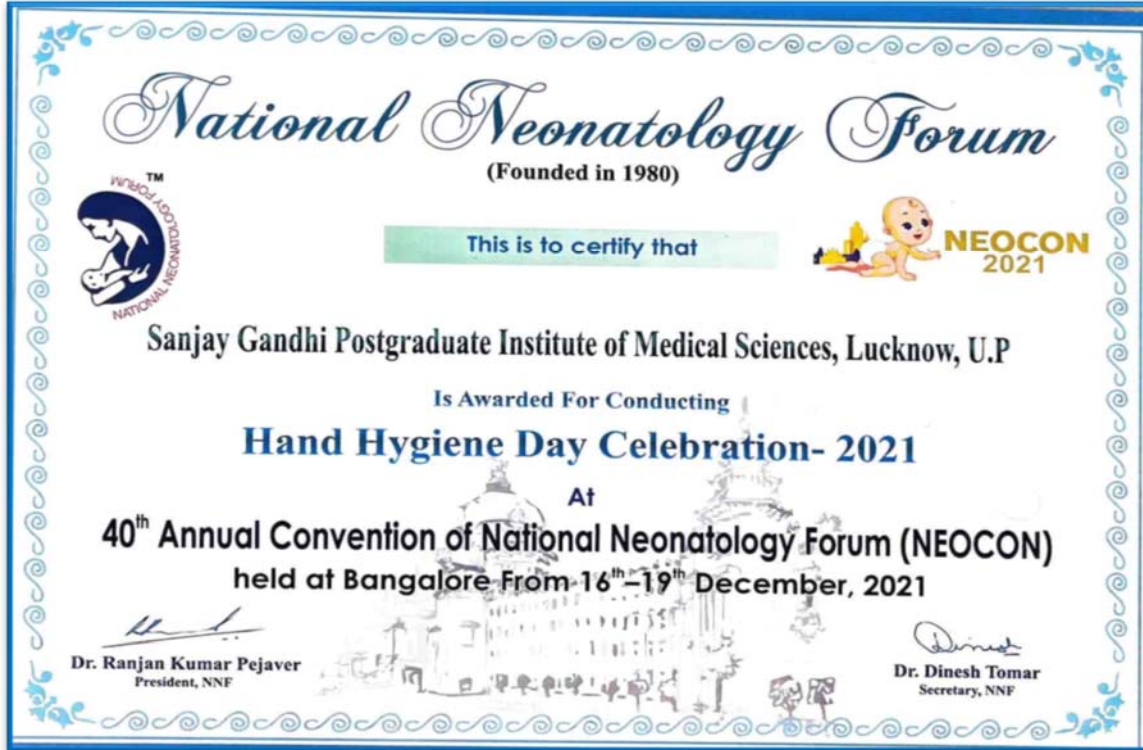 National Neonatology Forum
(Founded in 1980)
TM
NATIONAL NEONATOLOGY FORUM
This is to certify that
NEOCON
2021
Sanjay Gandhi Postgraduate Institute of Medical Sciences, Lucknow, U.P
Is Awarded For Conducting
Hand Hygiene Day Celebration- 2021
At
40th Annual Convention of National Neonatology Forum (NEOCON)
held at Bangalore From 16th–19th December, 2021
Dinesh
Dr. Ranjan Kumar Pejaver
President, NNF
Dr. Dinesh Tomar
Secretary, NNF